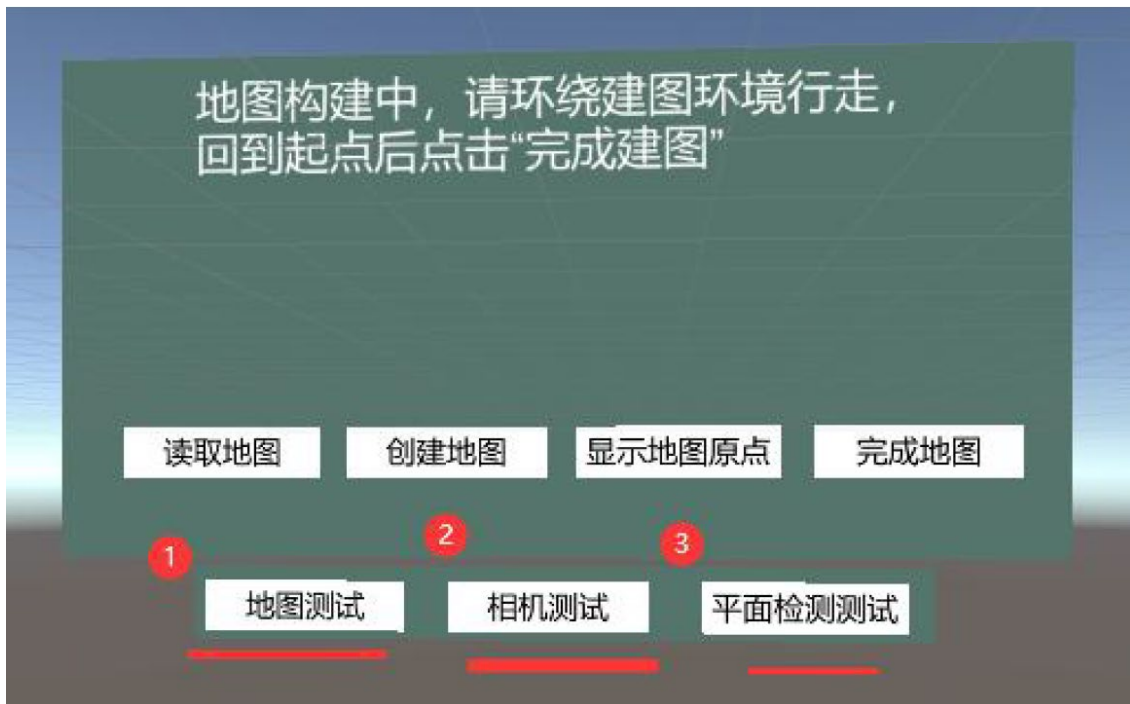 地图构建中，请环绕建图环境行走，
回到起点后点击“完成建图”
读取地图 创建地图 显示地图原点 完成地图
1 2 3
地图测试 相机测试 平面检测测试